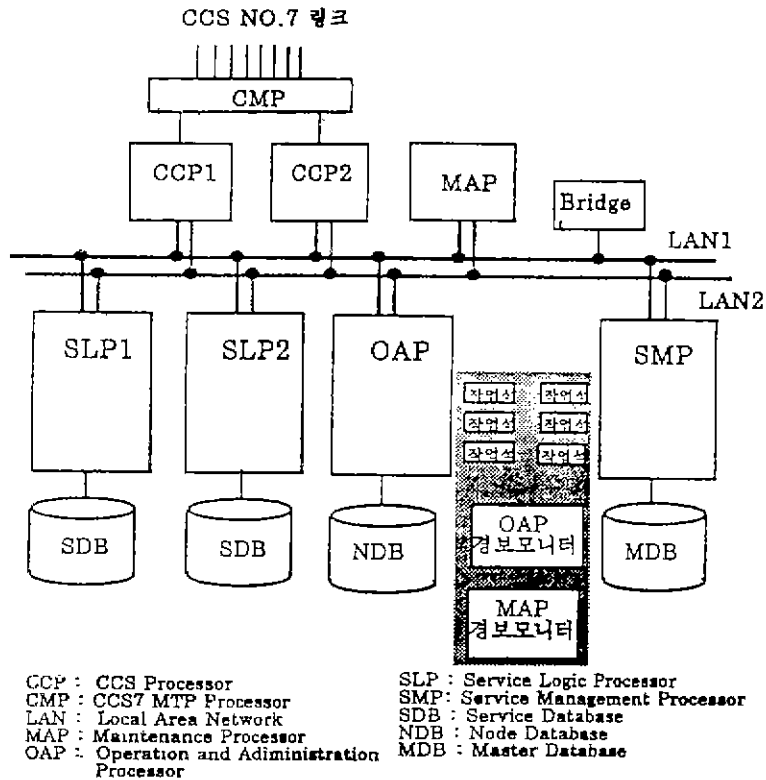 CCS NO.7 링크
CMP
CCP1
CCP2
MAP
Bridge
LAN1
LAN2
SLP1
SLP2
OAP
SMP
작업석 작업석
작업석 작업석
작업석 작업석
SDB
SDB
NDB
OAP
경보모니터
MDB
MAP
경보모니터
CCP : CCS Processor
CMP : CCS7 MTP Processor
LAN : Local Area Network
MAP : Maintenance Processor
OAP : Operation and Adiministration
Processor
SLP : Service Logic Processor
SMP : Service Management Processor
SDB : Service Database
NDB : Node Database
MDB : Master Database